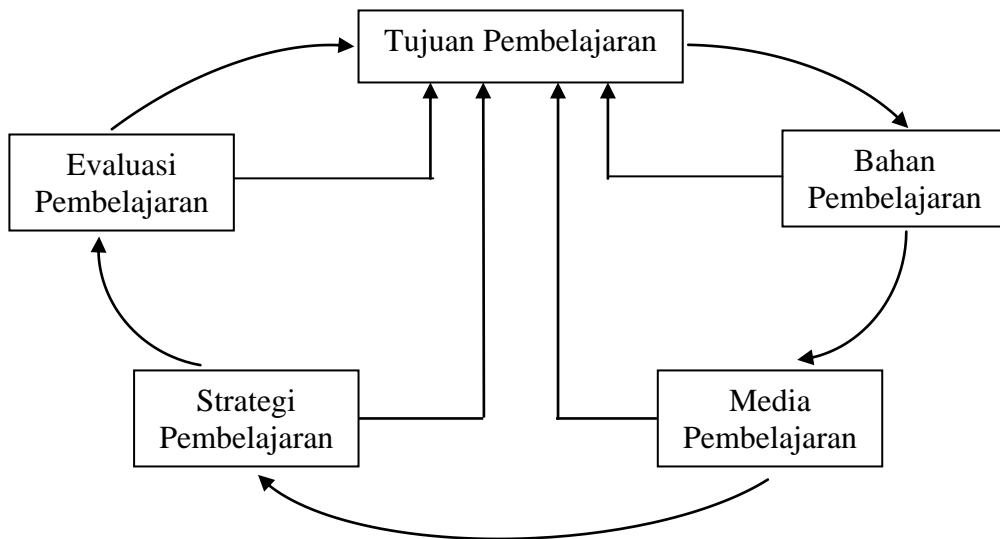 Tujuan Pembelajaran
Evaluasi
Pembelajaran
Bahan
Pembelajaran
Strategi
Pembelajaran
Media
Pembelajaran